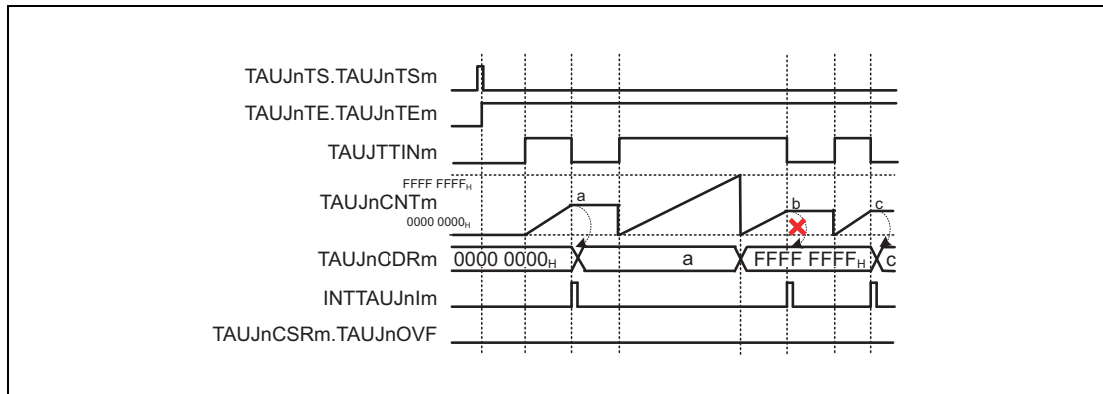 TAUJnTS.TAUJnTSm
TAUJnTE.TAUJnTEm
TAUJTTINm
FFFF FFFFH
TAUJnCNTm
a
b
c
0000 0000H
TAUJnCDRm
0000 0000H
a
FFFF FFFFH
c
INTTAUJnIm
TAUJnCSRm.TAUJnOVF